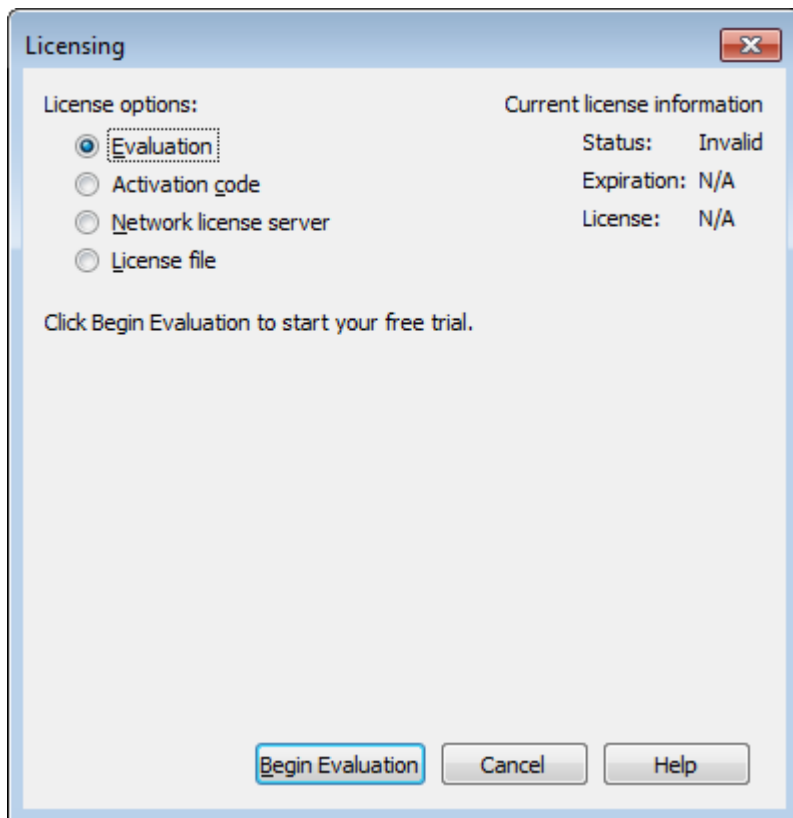 Licensing
License options:
Evaluation
Activation code
Network license server
License file
Current license information
Status: Invalid
Expiration: N/A
License: N/A
Click Begin Evaluation to start your free trial.
Begin Evaluation Cancel Help